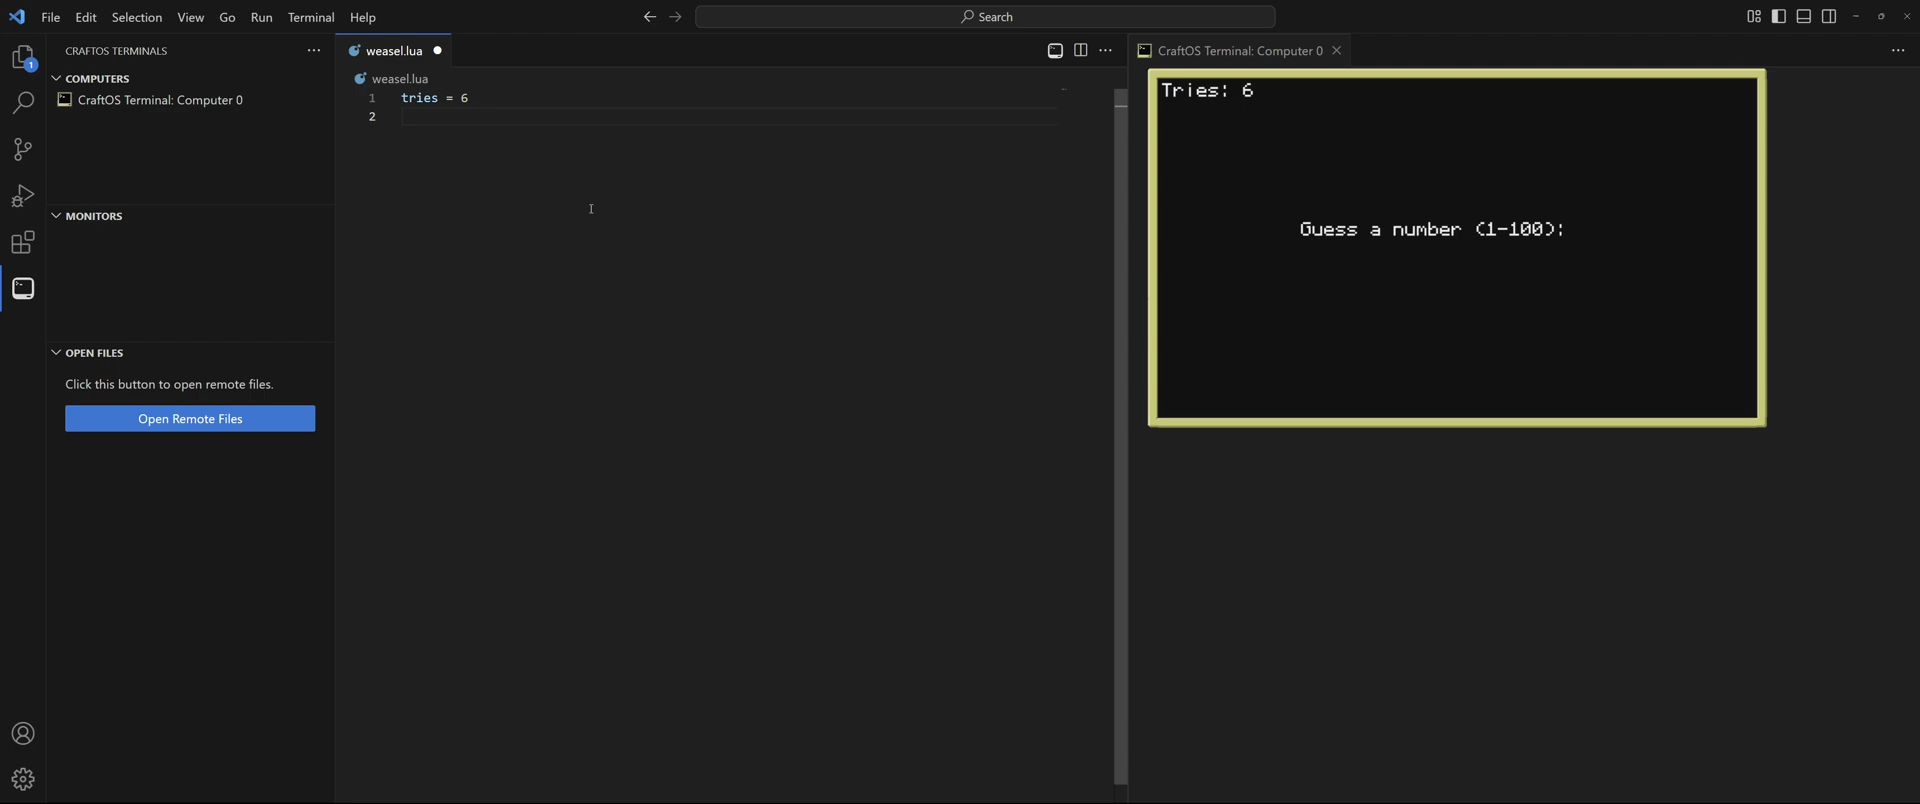 File Edit Selection View Go Run Terminal Help
Search
CRAFTOS TERMINALS
COMPUTERS
CraftOS Terminal: Computer 0
MONITORS
OPEN FILES
Click this button to open remote files.
Open Remote Files
1
weasel.lua
weasel.lua
1 tries = 6
2
CraftOS Terminal: Computer 0
Tries: 6
Guess a number (1-100):